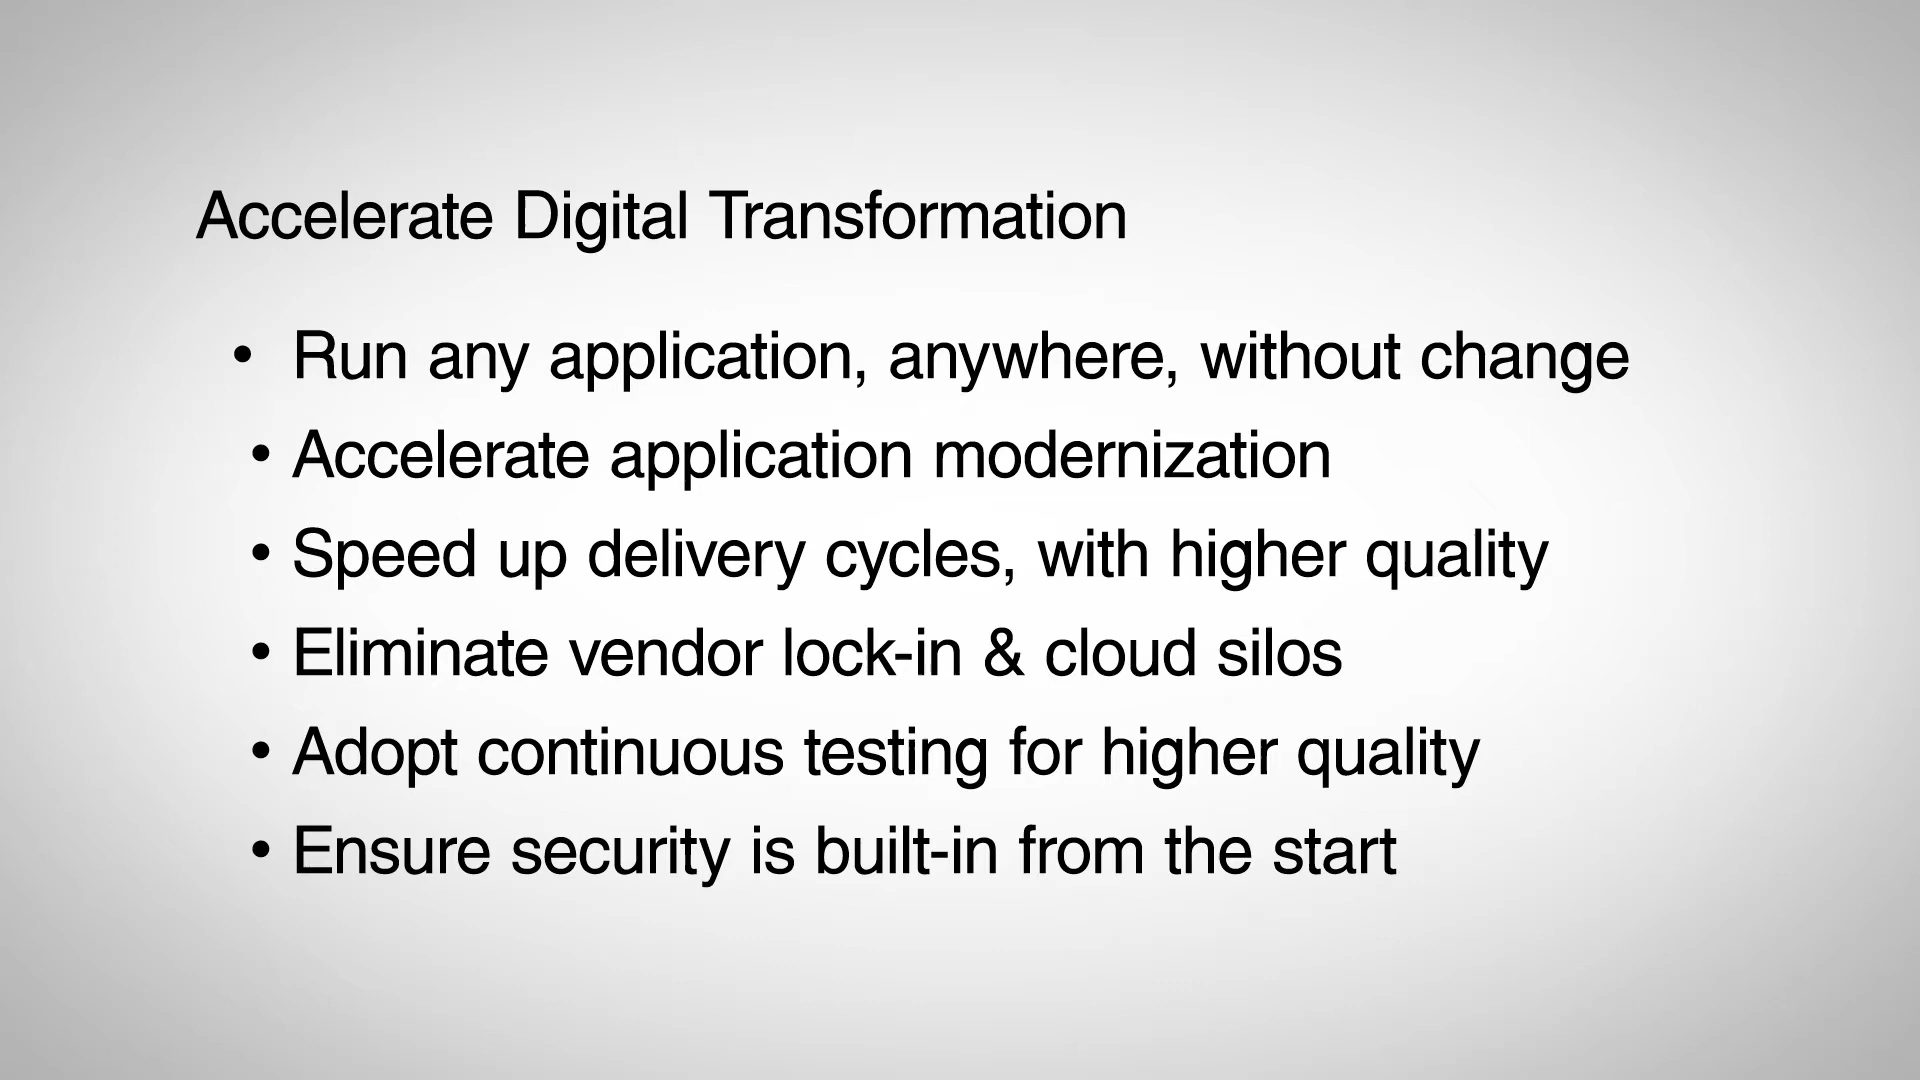 Accelerate Digital Transformation
• Run any application, anywhere, without change
• Accelerate application modernization
• Speed up delivery cycles, with higher quality
• Eliminate vendor lock-in & cloud silos
• Adopt continuous testing for higher quality
• Ensure security is built-in from the start